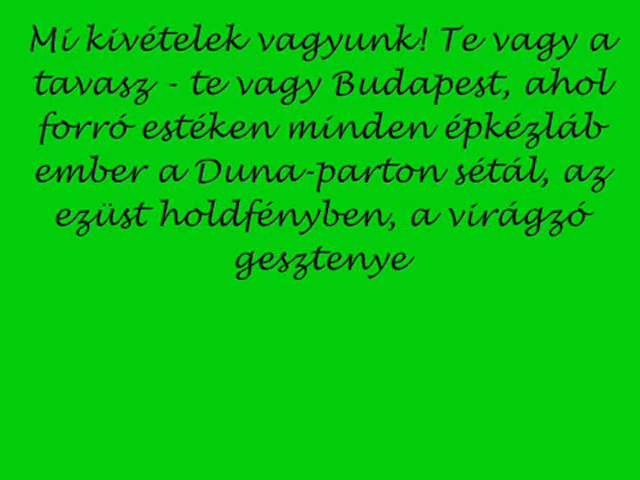 Mi kivételek vagyunk! Te vagy a
tavasz - te vagy Budapest, ahol
forró estéken minden épkézláb
ember a Duna-parton sétál, az
ezüst holdfényben, a virágzó
gesztenye